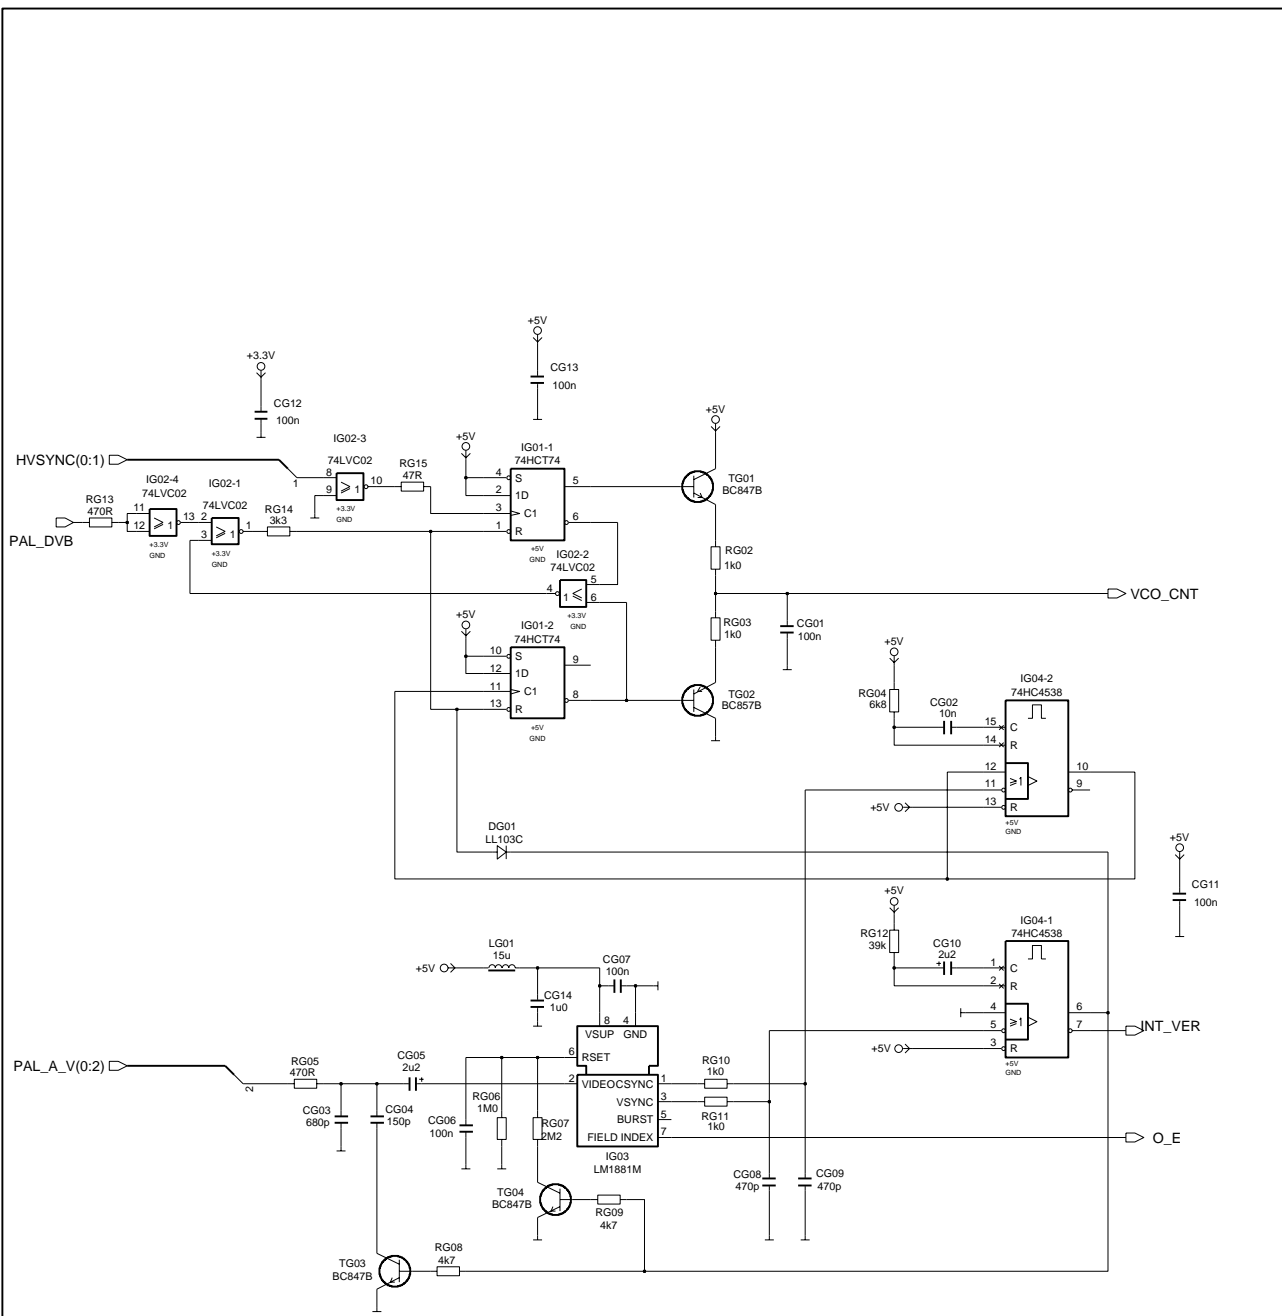 +5V
+3.3V
CG13
100n
CG12
100n
+5V
IG02-3
74LVC02
+5V
IG01-1
74HCT74
HVSYNC(0:1)
1
8
9
≥ 1
10
+3.3V
GND
RG15
47R
4
2
3
1
S
1D
C1
R
5
6
+5V
GND
TG01
BC847B
IG02-4
74LVC02
RG13
470R
PAL_DVB
11
12
≥ 1
13
+3.3V
GND
IG02-1
74LVC02
2
3
≥ 1
1
+3.3V
GND
RG14
3k3
IG02-2
74LVC02
4
1 ≤
5
6
+3.3V
GND
RG02
1k0
VCO_CNT
RG03
1k0
CG01
100n
+5V
IG01-2
74HCT74
10
12
11
13
S
1D
C1
R
9
8
+5V
GND
TG02
BC857B
+5V
RG04
6k8
CG02
10n
IG04-2
74HC4538
15
14
12
11
13
C
R
≥1
R
10
9
+5V
+5V
GND
DG01
LL103C
+5V
CG11
100n
+5V
RG12
39k
CG10
2u2
+
IG04-1
74HC4538
1
2
4
5
3
C
R
≥1
R
6
7
+5V
+5V
GND
INT_VER
LG01
15u
+5V
CG14
1u0
CG07
100n
8
4
VSUP
GND
6
RSET
2
VIDEO
CSYNC
1
VSYNC
3
BURST
5
FIELD INDEX
7
IG03
LM1881M
PAL_A_V(0:2)
2
RG05
470R
CG05
2u2
+
CG03
680p
CG04
150p
CG06
100n
RG06
1M0
RG07
2M2
RG10
1k0
RG11
1k0
O_E
CG08
470p
CG09
470p
TG04
BC847B
RG09
4k7
TG03
BC847B
RG08
4k7